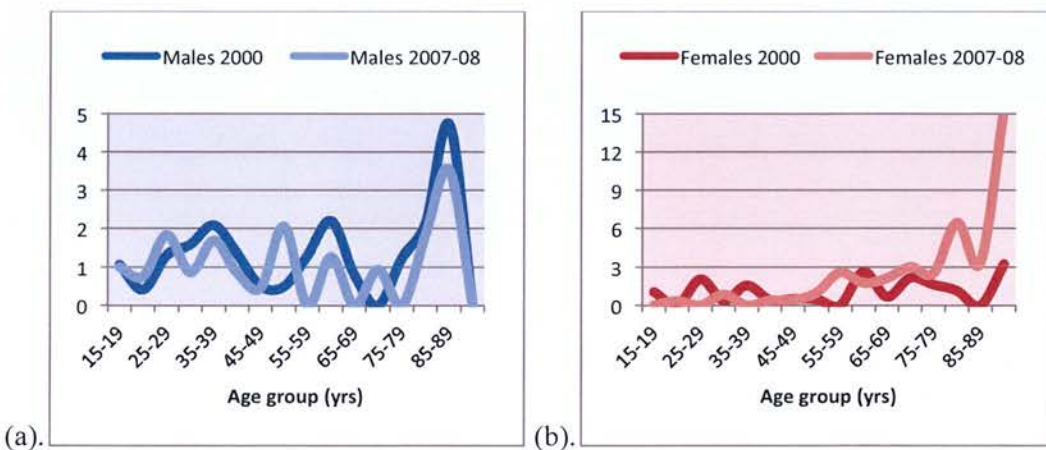 Males 2000 Males 2007-08
5
4
3
2
1
0
15-19 25-29 35-39 45-49 55-59 65-69 75-79 85-89
Age group (yrs)
(a).
Females 2000 Females 2007-08
15
12
9
6
3
0
15-19 25-29 35-39 45-49 55-59 65-69 75-79 85-89
Age group (yrs)
(b).